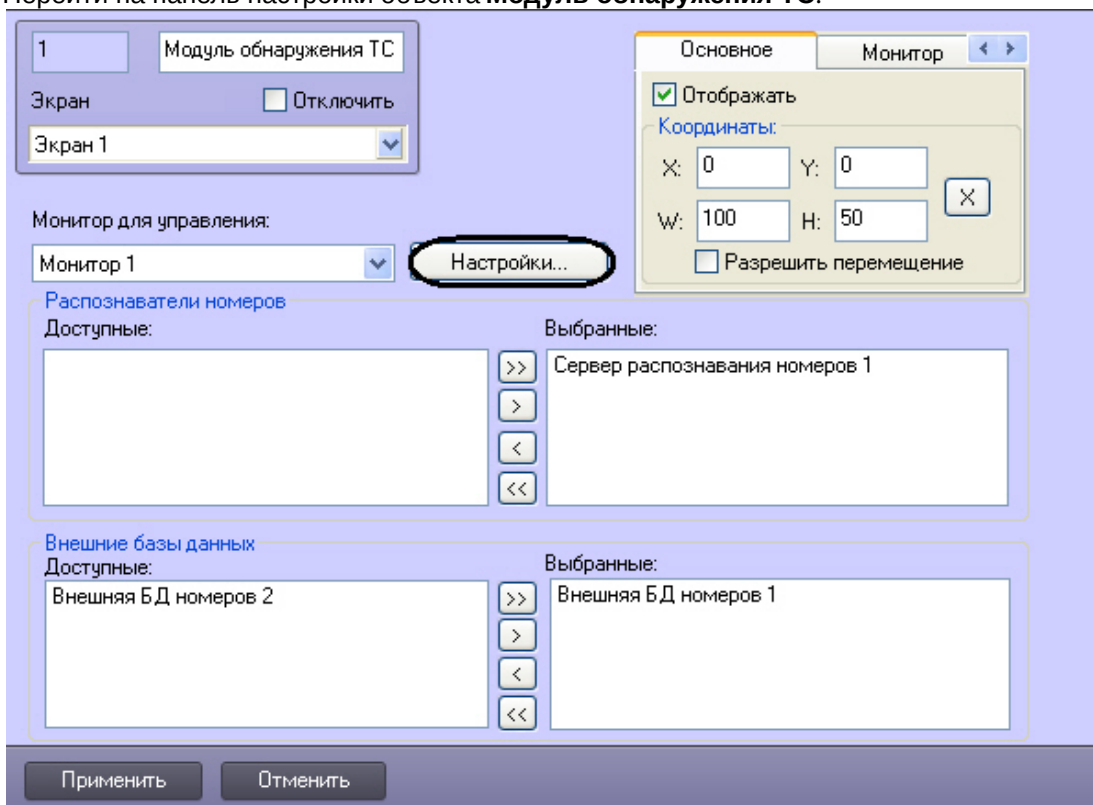 Перейти на панель настройки объекта Модуль обнаружения ТС.
1
Модуль обнаружения ТС
Экран
Отключить
Экран 1
Основное
Монитор
Отображать
Координаты:
X: 0 Y: 0
X
W: 100 H: 50
Разрешить перемещение
Монитор для управления:
Монитор 1
Настройки...
Распознаватели номеров
Доступные:
Выбранные:
Сервер распознавания номеров 1
>>
>
<
<<
Внешние базы данных
Доступные:
Выбранные:
Внешняя БД номеров 2
>>
>
<
<<
Внешняя БД номеров 1
Применить
Отменить